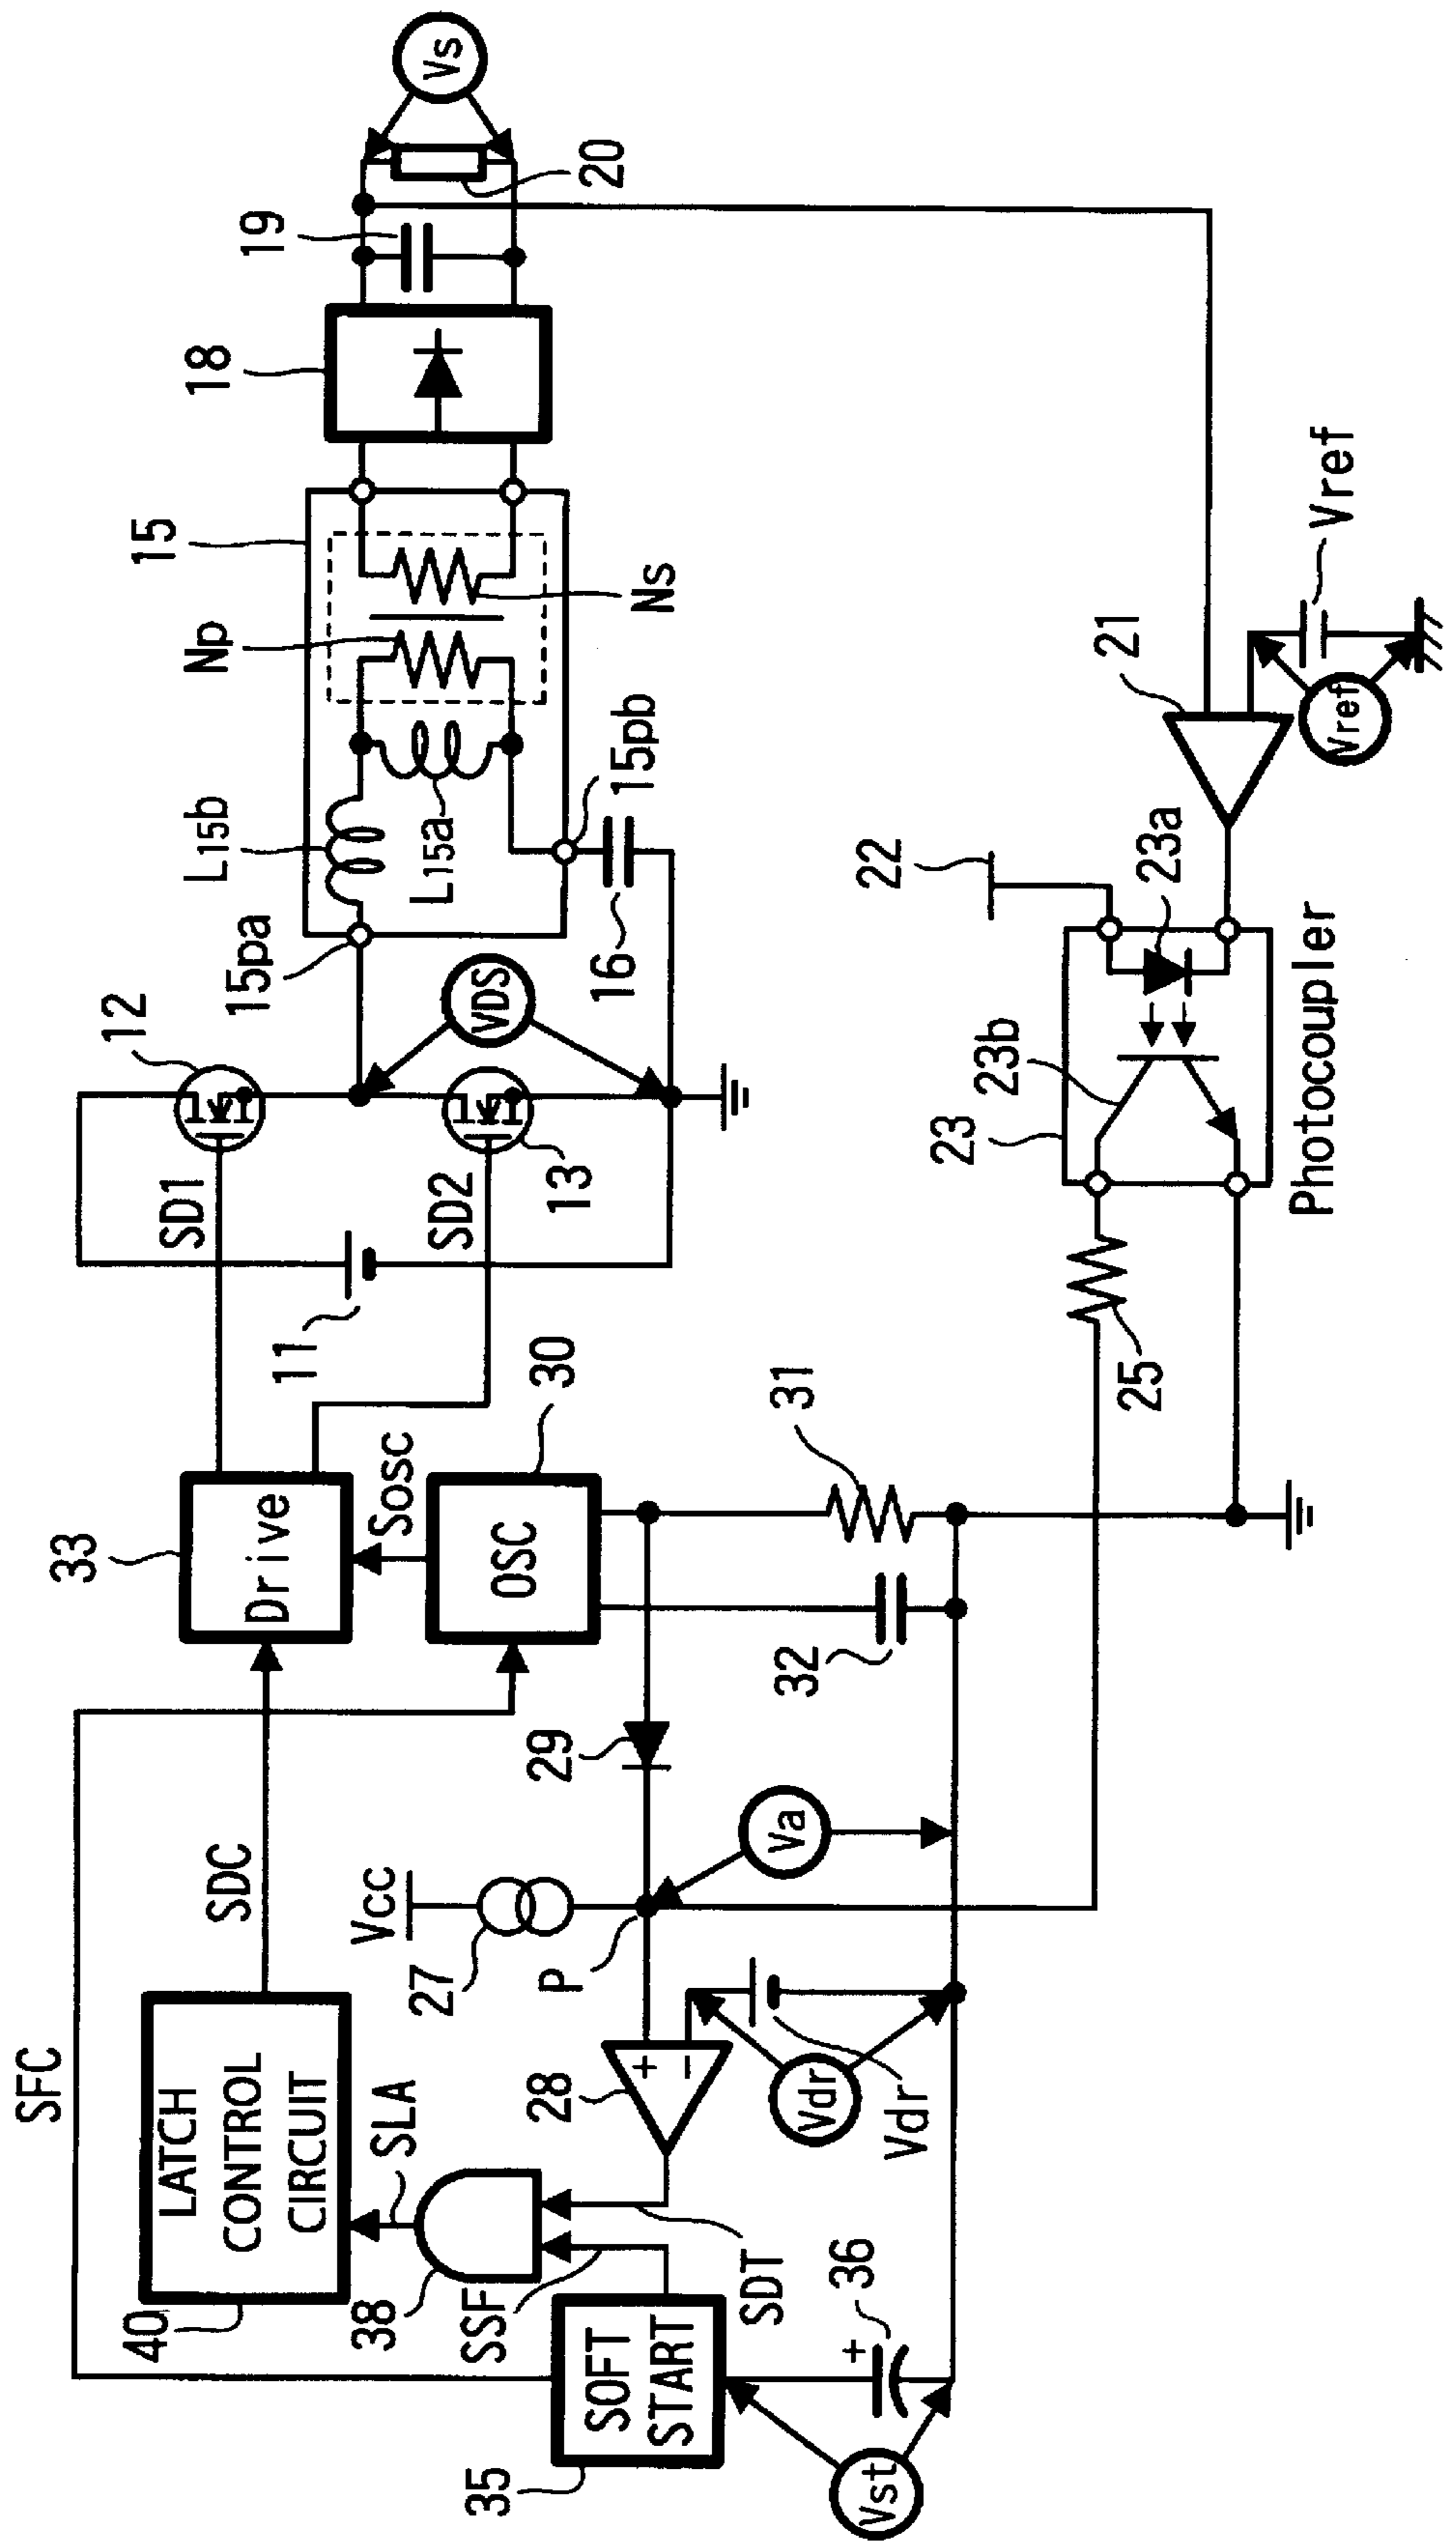 SFC
40
LATCH
CONTROL
CIRCUIT
SDC
33
Drive
SD1
12
15pa
L15b
Np
15
18
19
Vs
SLA
38
SSF
SDT
Vcc
27
P
Sosc
OSC
30
11
SD2
13
VDS
16
L15a
15pb
Ns
20
35
SOFT
START
28
+
−
29
Vst
+
36
Vdr
Vdr
Va
32
31
25
23
23b
23a
22
Photocoupler
21
Vref
Vref